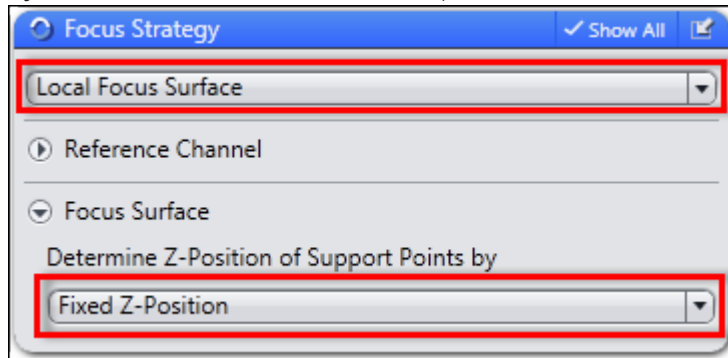 Focus Strategy
Show All
Local Focus Surface
Reference Channel
Focus Surface
Determine Z-Position of Support Points by
Fixed Z-Position